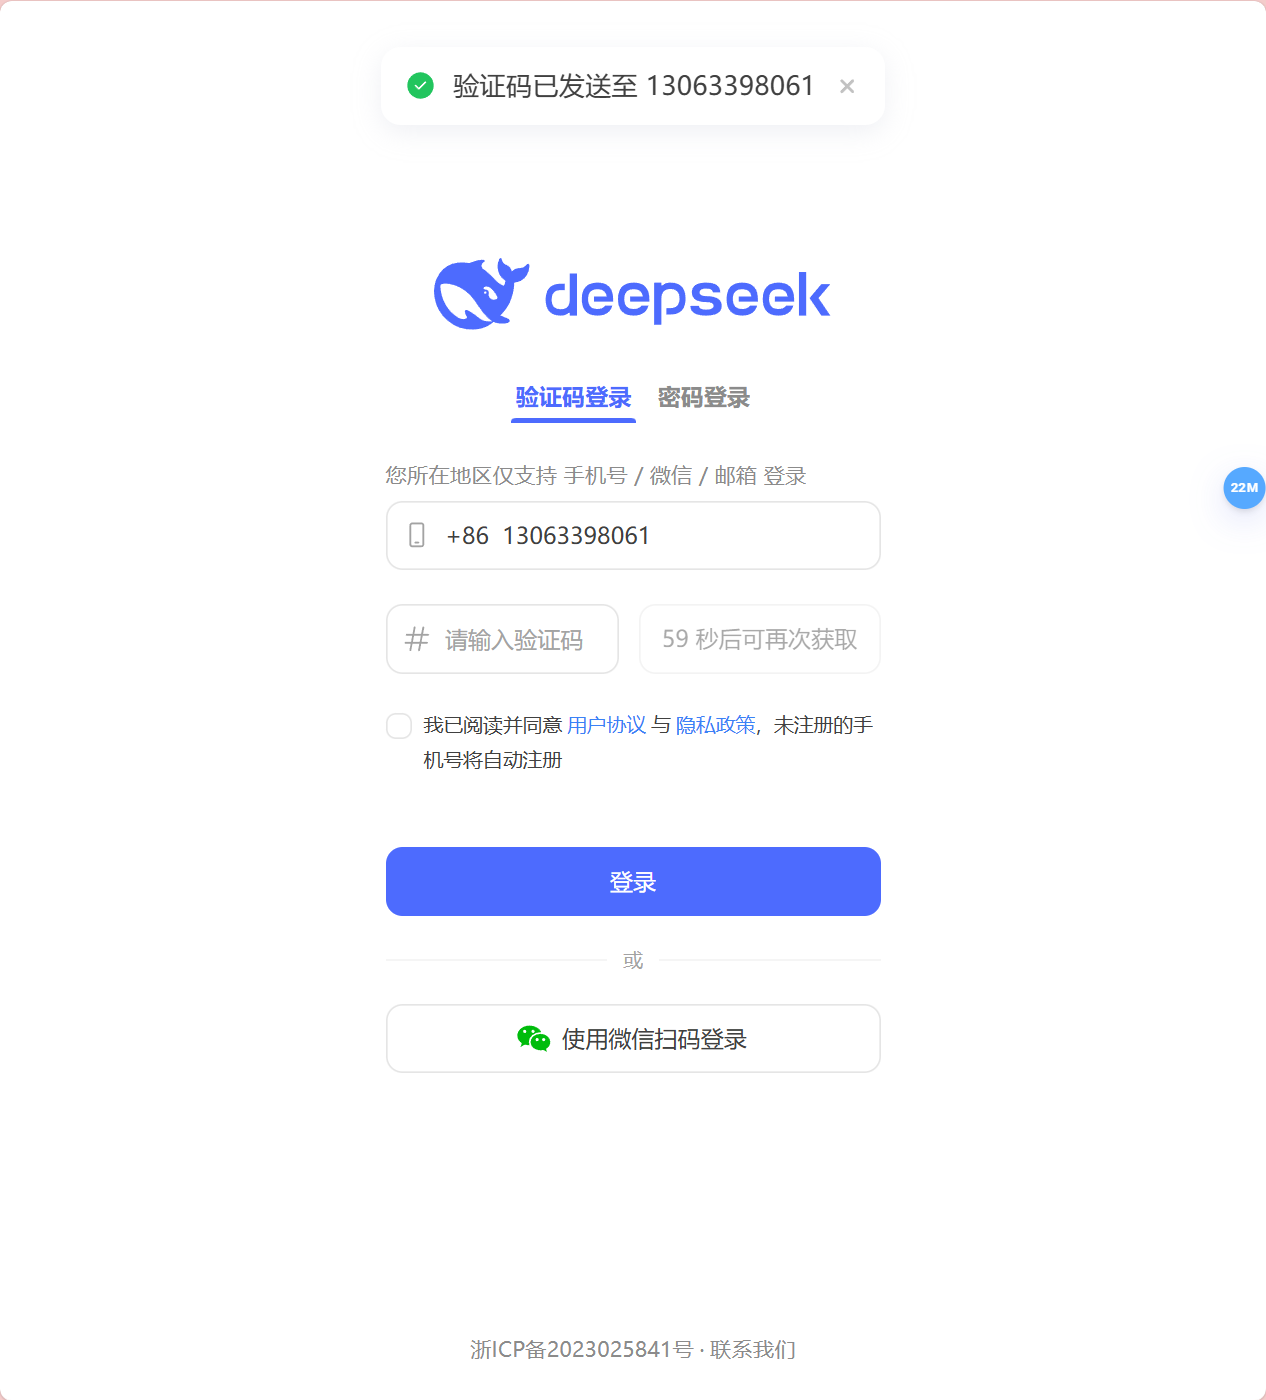 验证码已发送至 13063398061
deepseek
验证码登录 密码登录
您所在地区仅支持 手机号 / 微信 / 邮箱 登录
+86 13063398061
22M
# 请输入验证码 59 秒后可再次获取
我已阅读并同意 用户协议 与 隐私政策，未注册的手
机号将自动注册
登录
或
使用微信扫码登录
浙ICP备2023025841号 · 联系我们